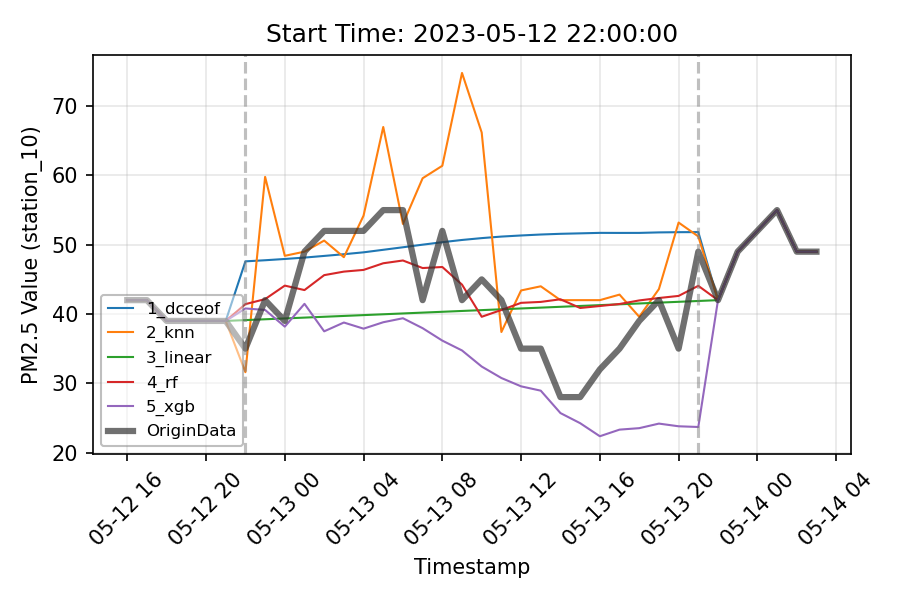 Start Time: 2023-05-12 22:00:00
PM2.5 Value (station_10)
70
60
50
40
30
20
1_dcceof
2_knn
3_linear
4_rf
5_xgb
OriginData
05-12 16
05-12 20
05-13 00
05-13 04
05-13 08
05-13 12
05-13 16
05-13 20
05-14 00
05-14 04
Timestamp